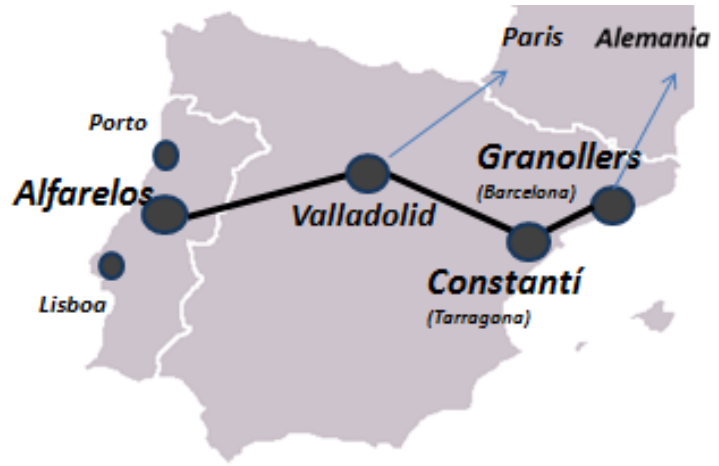 Paris
Alemania
Porto
Granollers
(Barcelona)
Alfarelos
Valladolid
Constantí
(Tarragona)
Lisboa